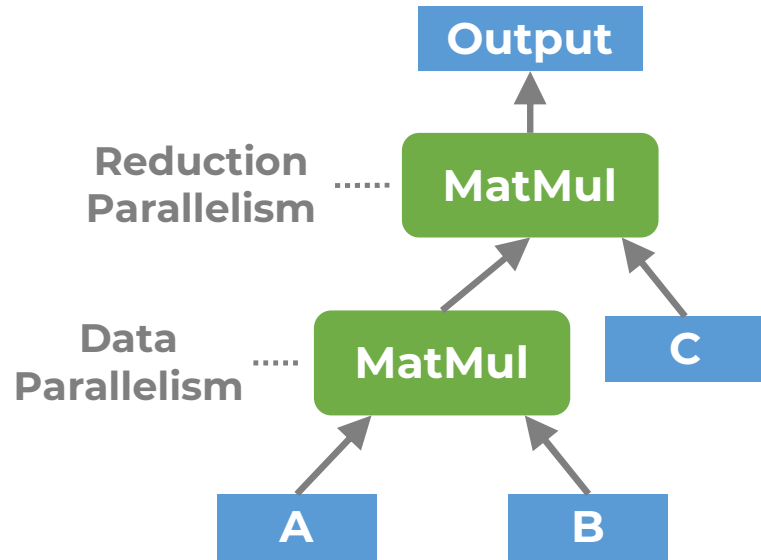 Output
Reduction
Parallelism
MatMul
Data
Parallelism
MatMul
C
A
B